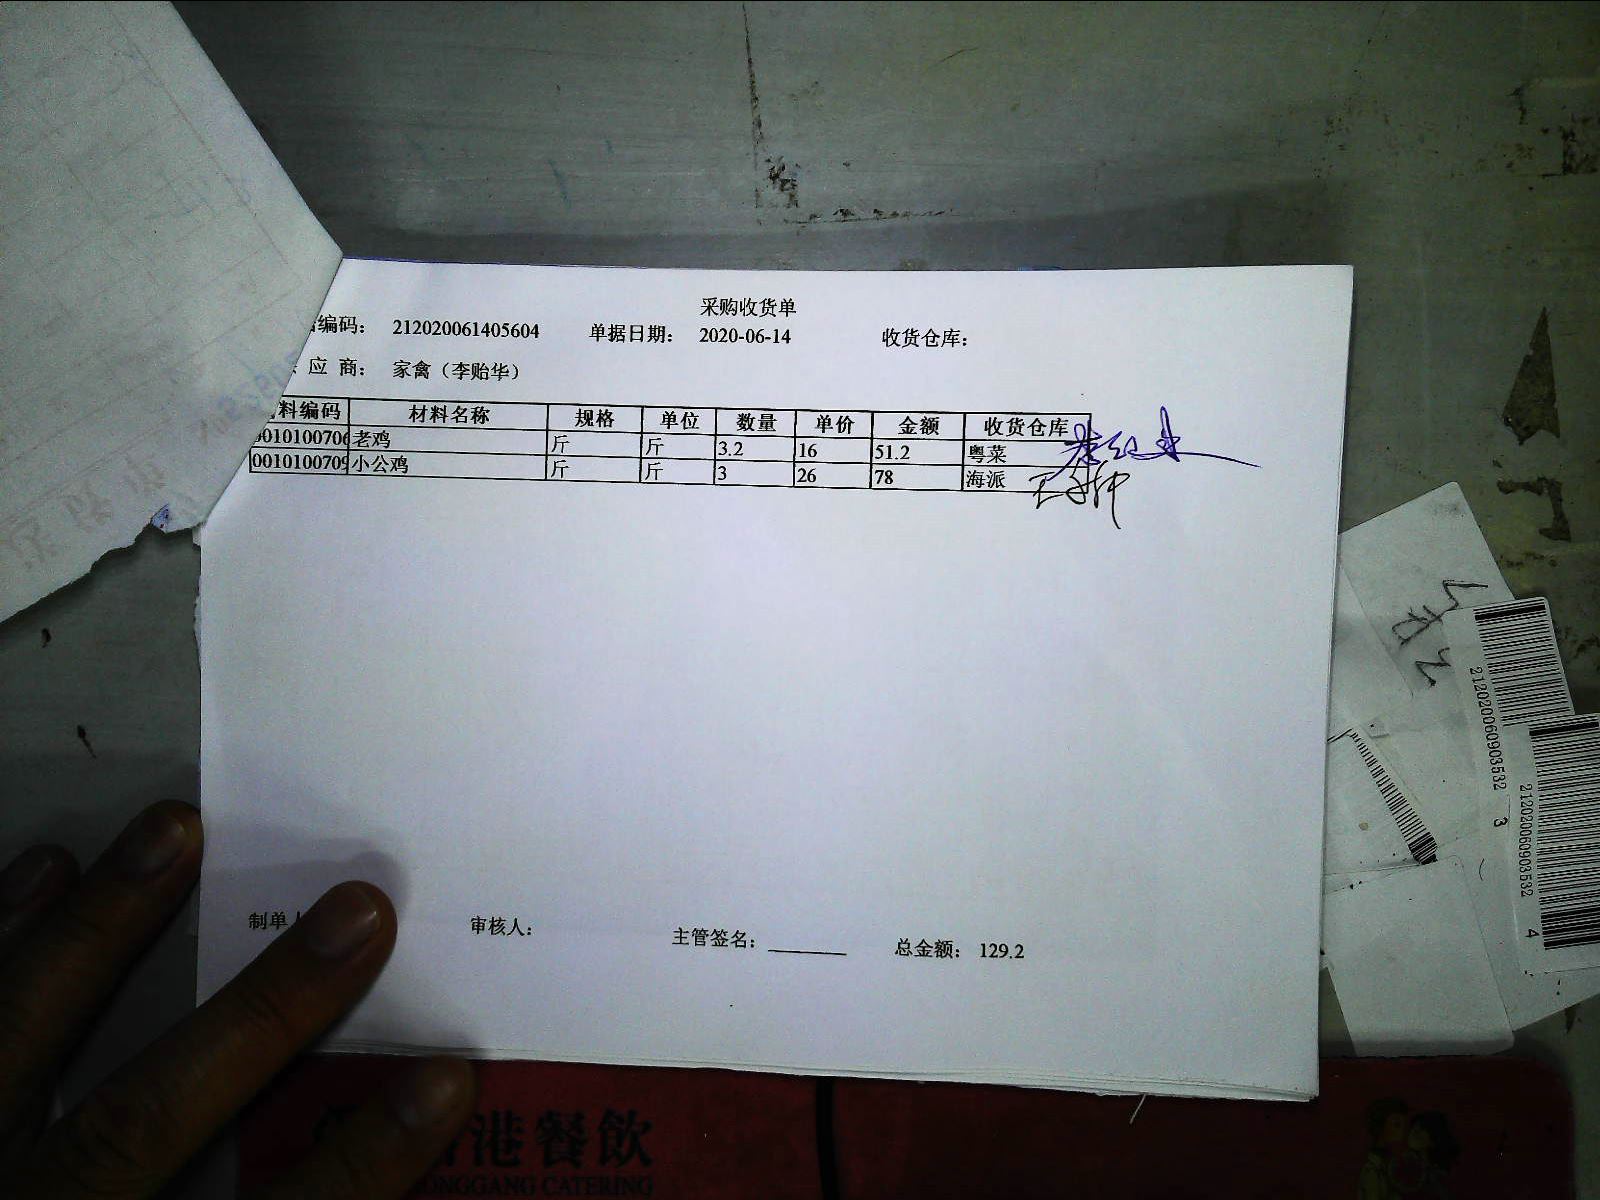 采购收货单
编码： 212020061405604 单据日期： 2020-06-14 收货仓库：
应 商： 家禽（李贻华）
料编码 材料名称 规格 单位 数量 单价 金额 收货仓库
0010100706 老鸡 斤 斤 3.2 16 51.2 粤菜
0010100709 小公鸡 斤 斤 3 26 78 海派
制单人 审核人： 主管签名： 总金额： 129.2
212020060903532 3
212020060903532 4
港餐飲
ONGGANG CATERING